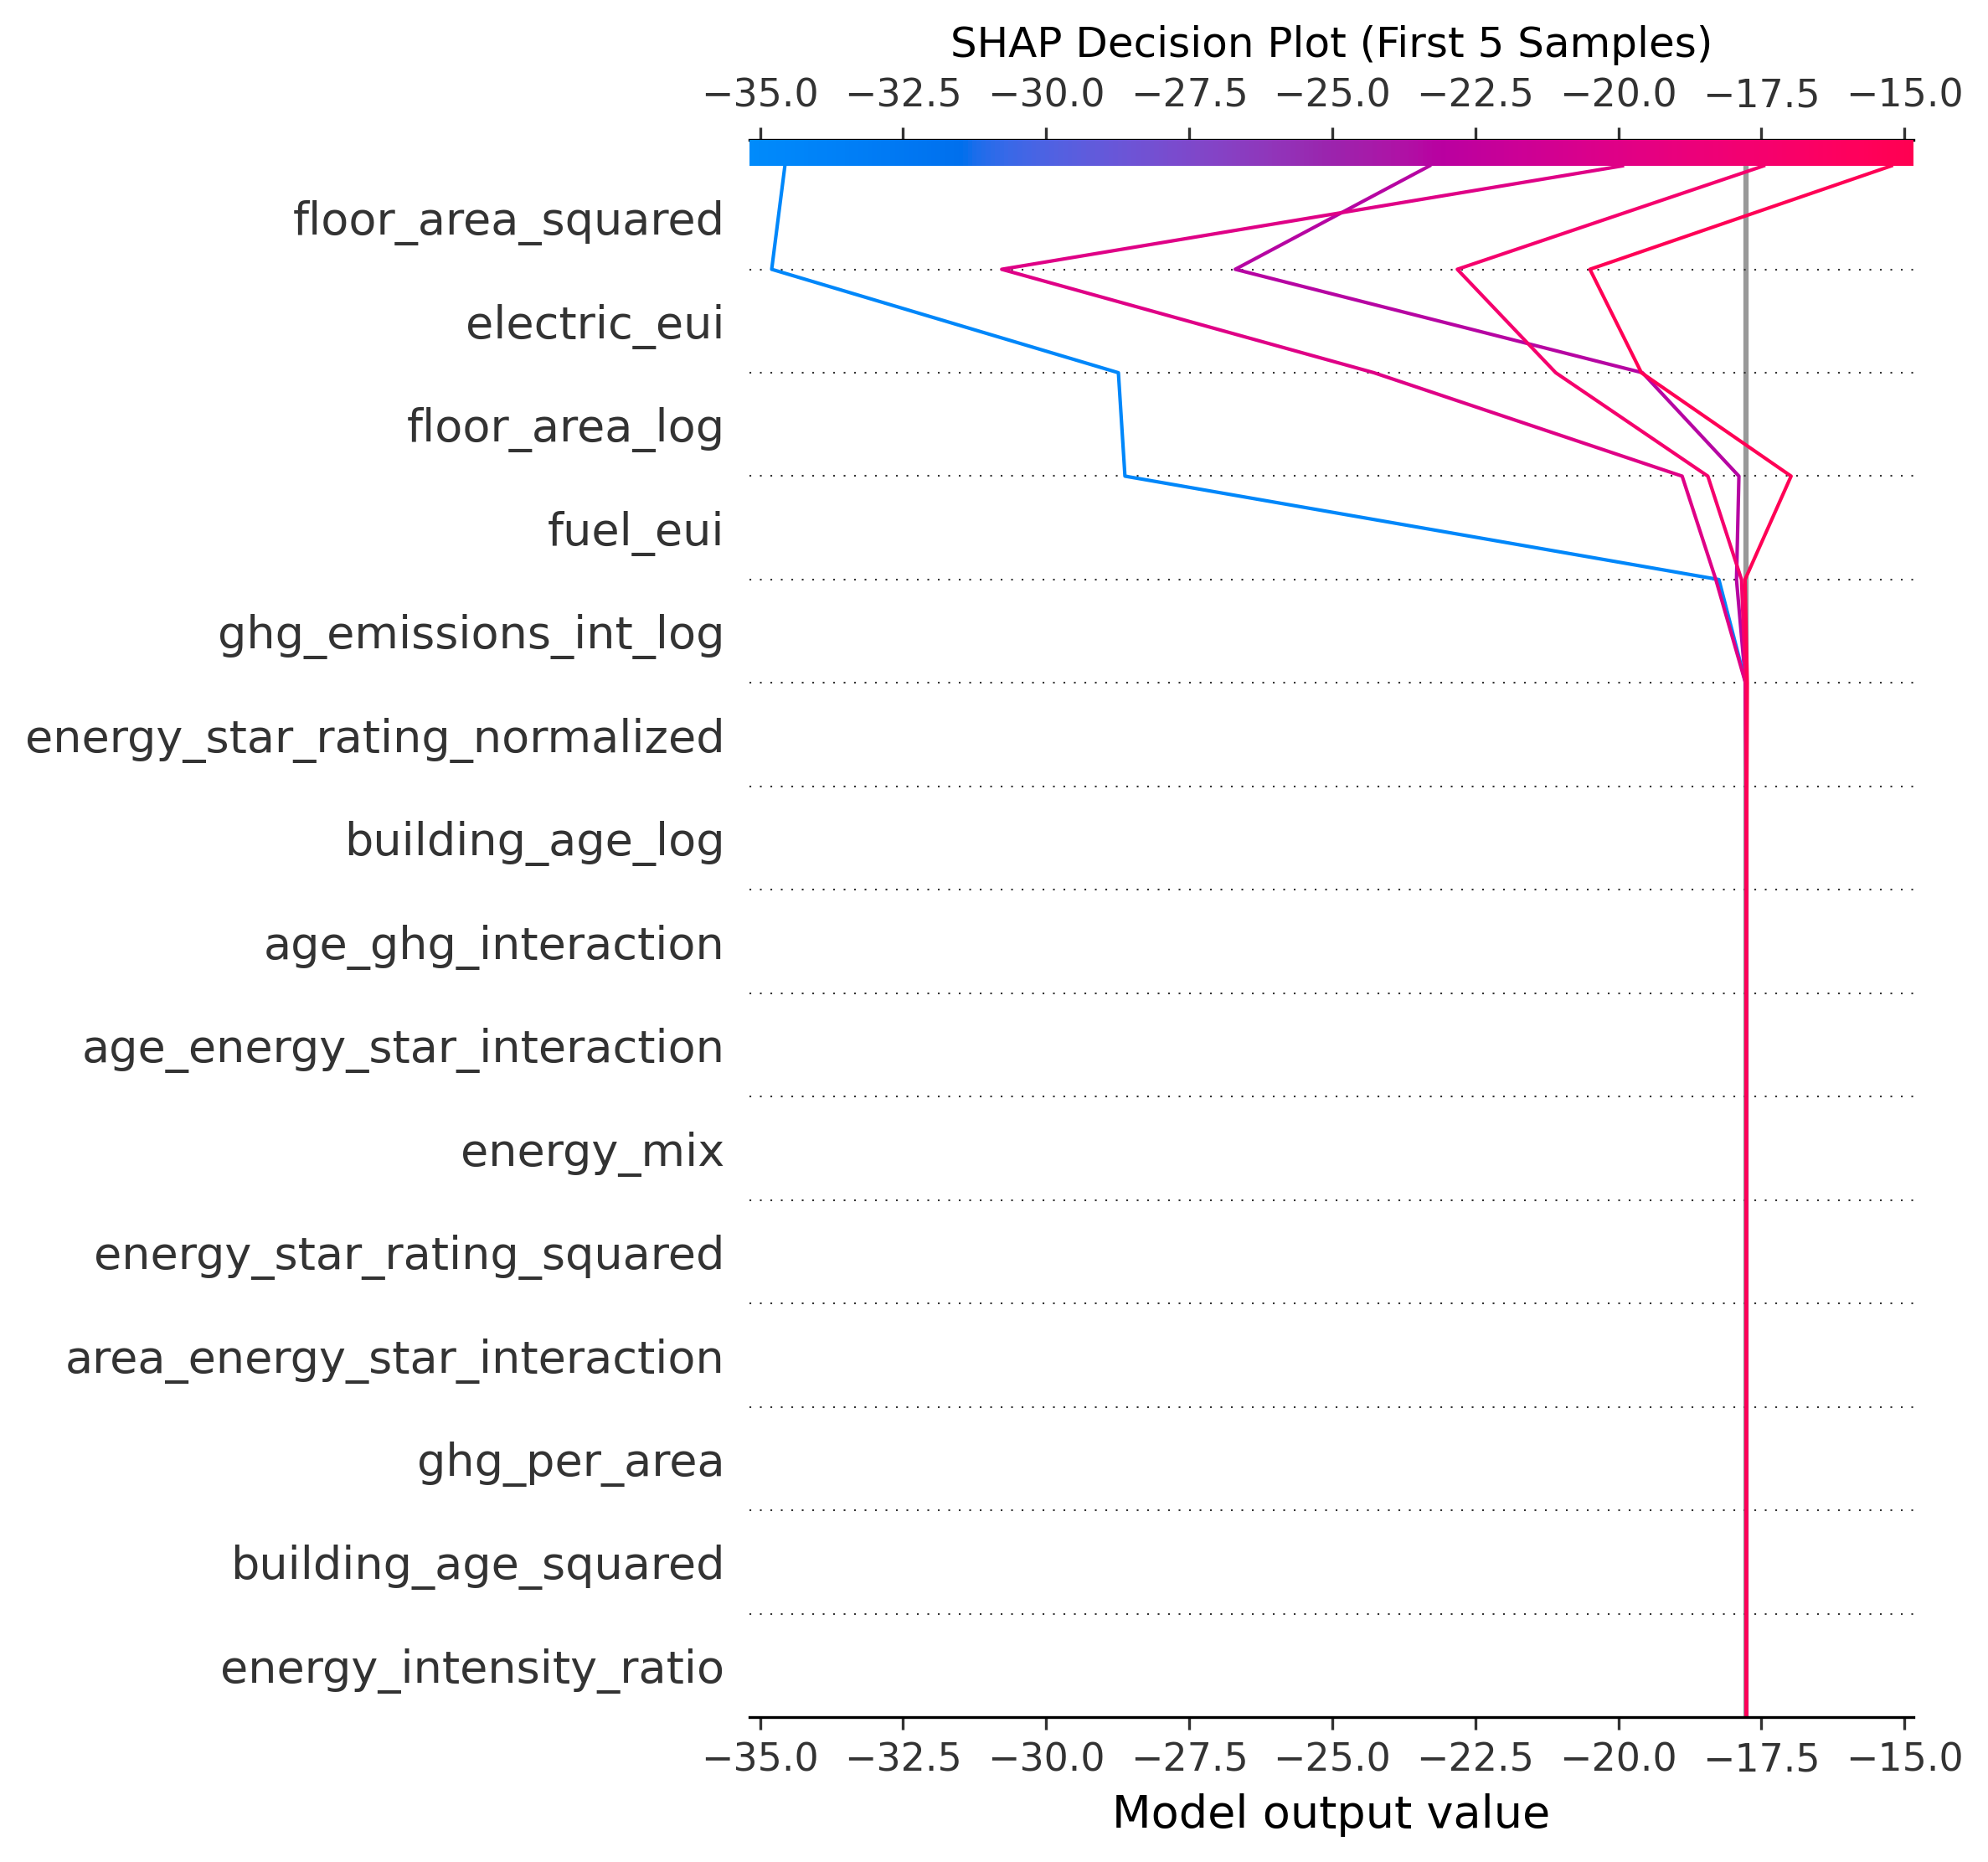 SHAP Decision Plot (First 5 Samples)
−35.0 −32.5 −30.0 −27.5 −25.0 −22.5 −20.0 −17.5 −15.0
floor_area_squared
electric_eui
floor_area_log
fuel_eui
ghg_emissions_int_log
energy_star_rating_normalized
building_age_log
age_ghg_interaction
age_energy_star_interaction
energy_mix
energy_star_rating_squared
area_energy_star_interaction
ghg_per_area
building_age_squared
energy_intensity_ratio
−35.0 −32.5 −30.0 −27.5 −25.0 −22.5 −20.0 −17.5 −15.0
Model output value